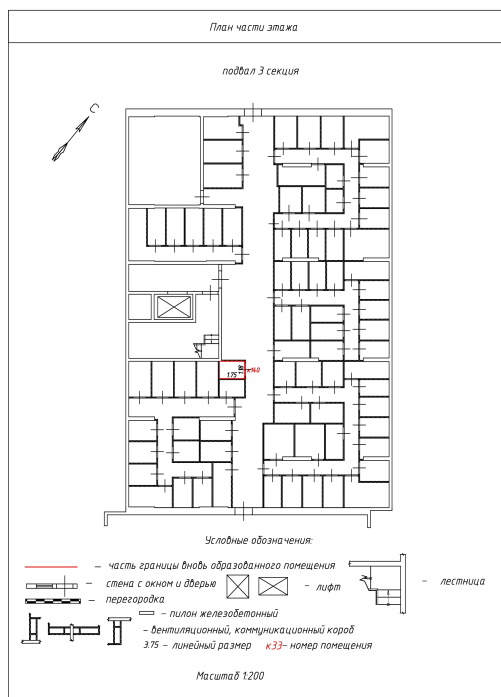 План части этажа
подвал 3 секция
С
1.75
к140
Условные обозначения:
— часть границы вновь образованного помещения
— стена с окном и дверью
— лифт
— лестница
— перегородка
— пилон железобетонный
— вентиляционный, коммуникационный короб
3.75 — линейный размер к33— номер помещения
Масштаб 1:200